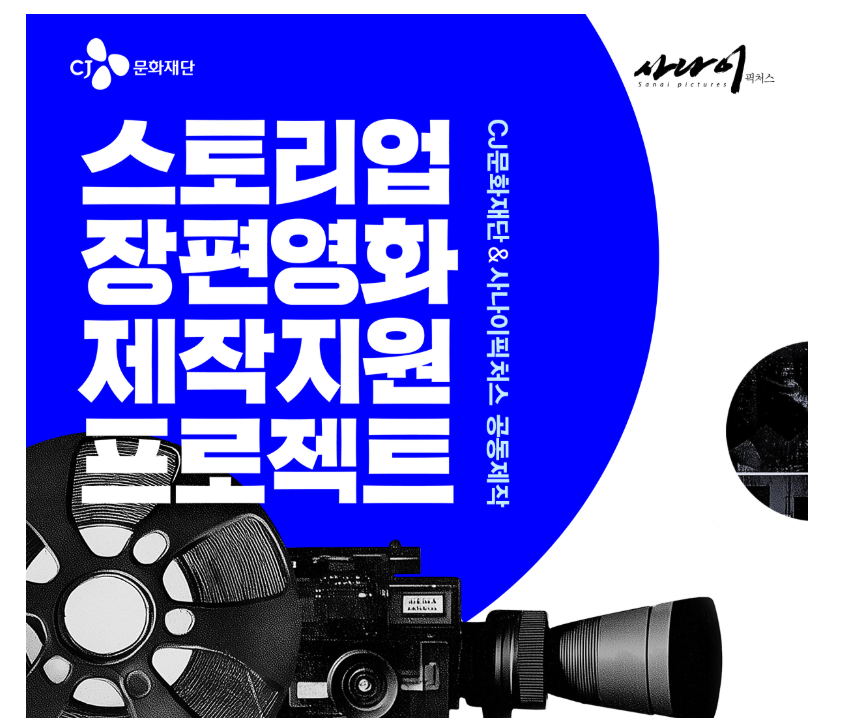 CJ 문화재단
사나이픽처스
Sanai pictures
스토리업
장편영화
제작지원
프로젝트
CJ문화재단 & 사나이픽처스 공동제작